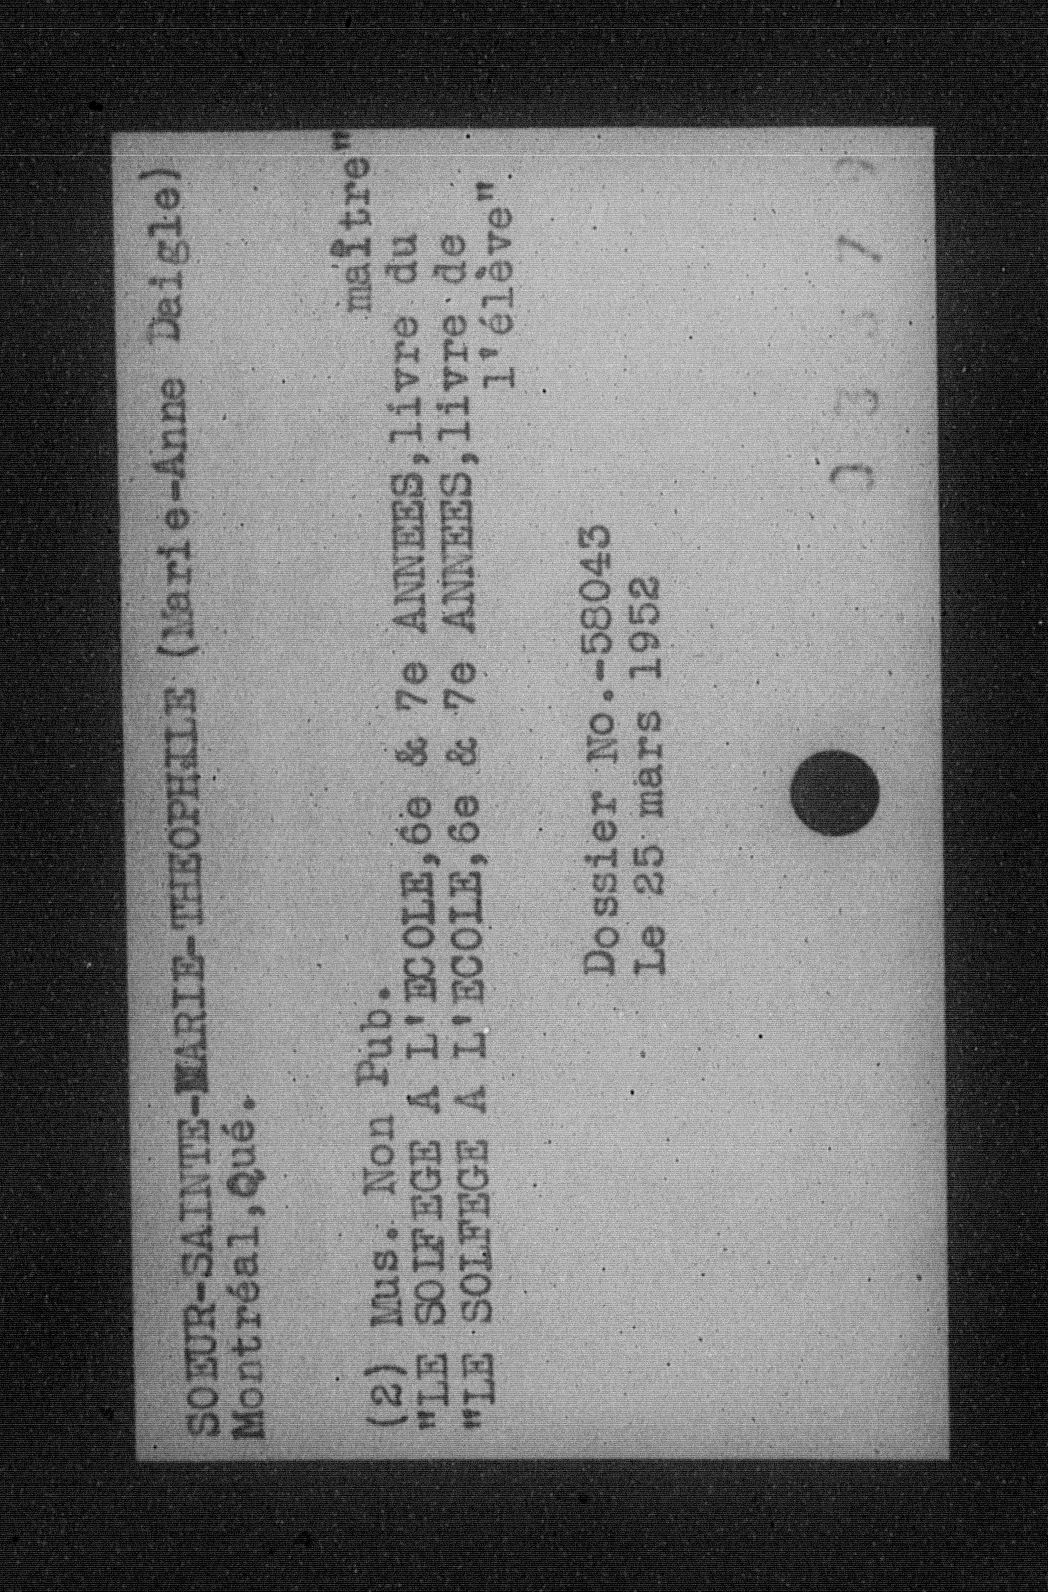 SOEUR-SAINTE-MARIE-THEOPHILE (Marie-Anne Daigle)
Montréal,Qué.
(2) Mus. Non Pub.
maître"
"LE SOLFEGE A L'ECOLE,6e & 7e ANNEES,livre du
"LE SOLFEGE A L'ECOLE,6e & 7e ANNEES,livre de
l'élève"
Dossier No.-58043
Le 25 mars 1952